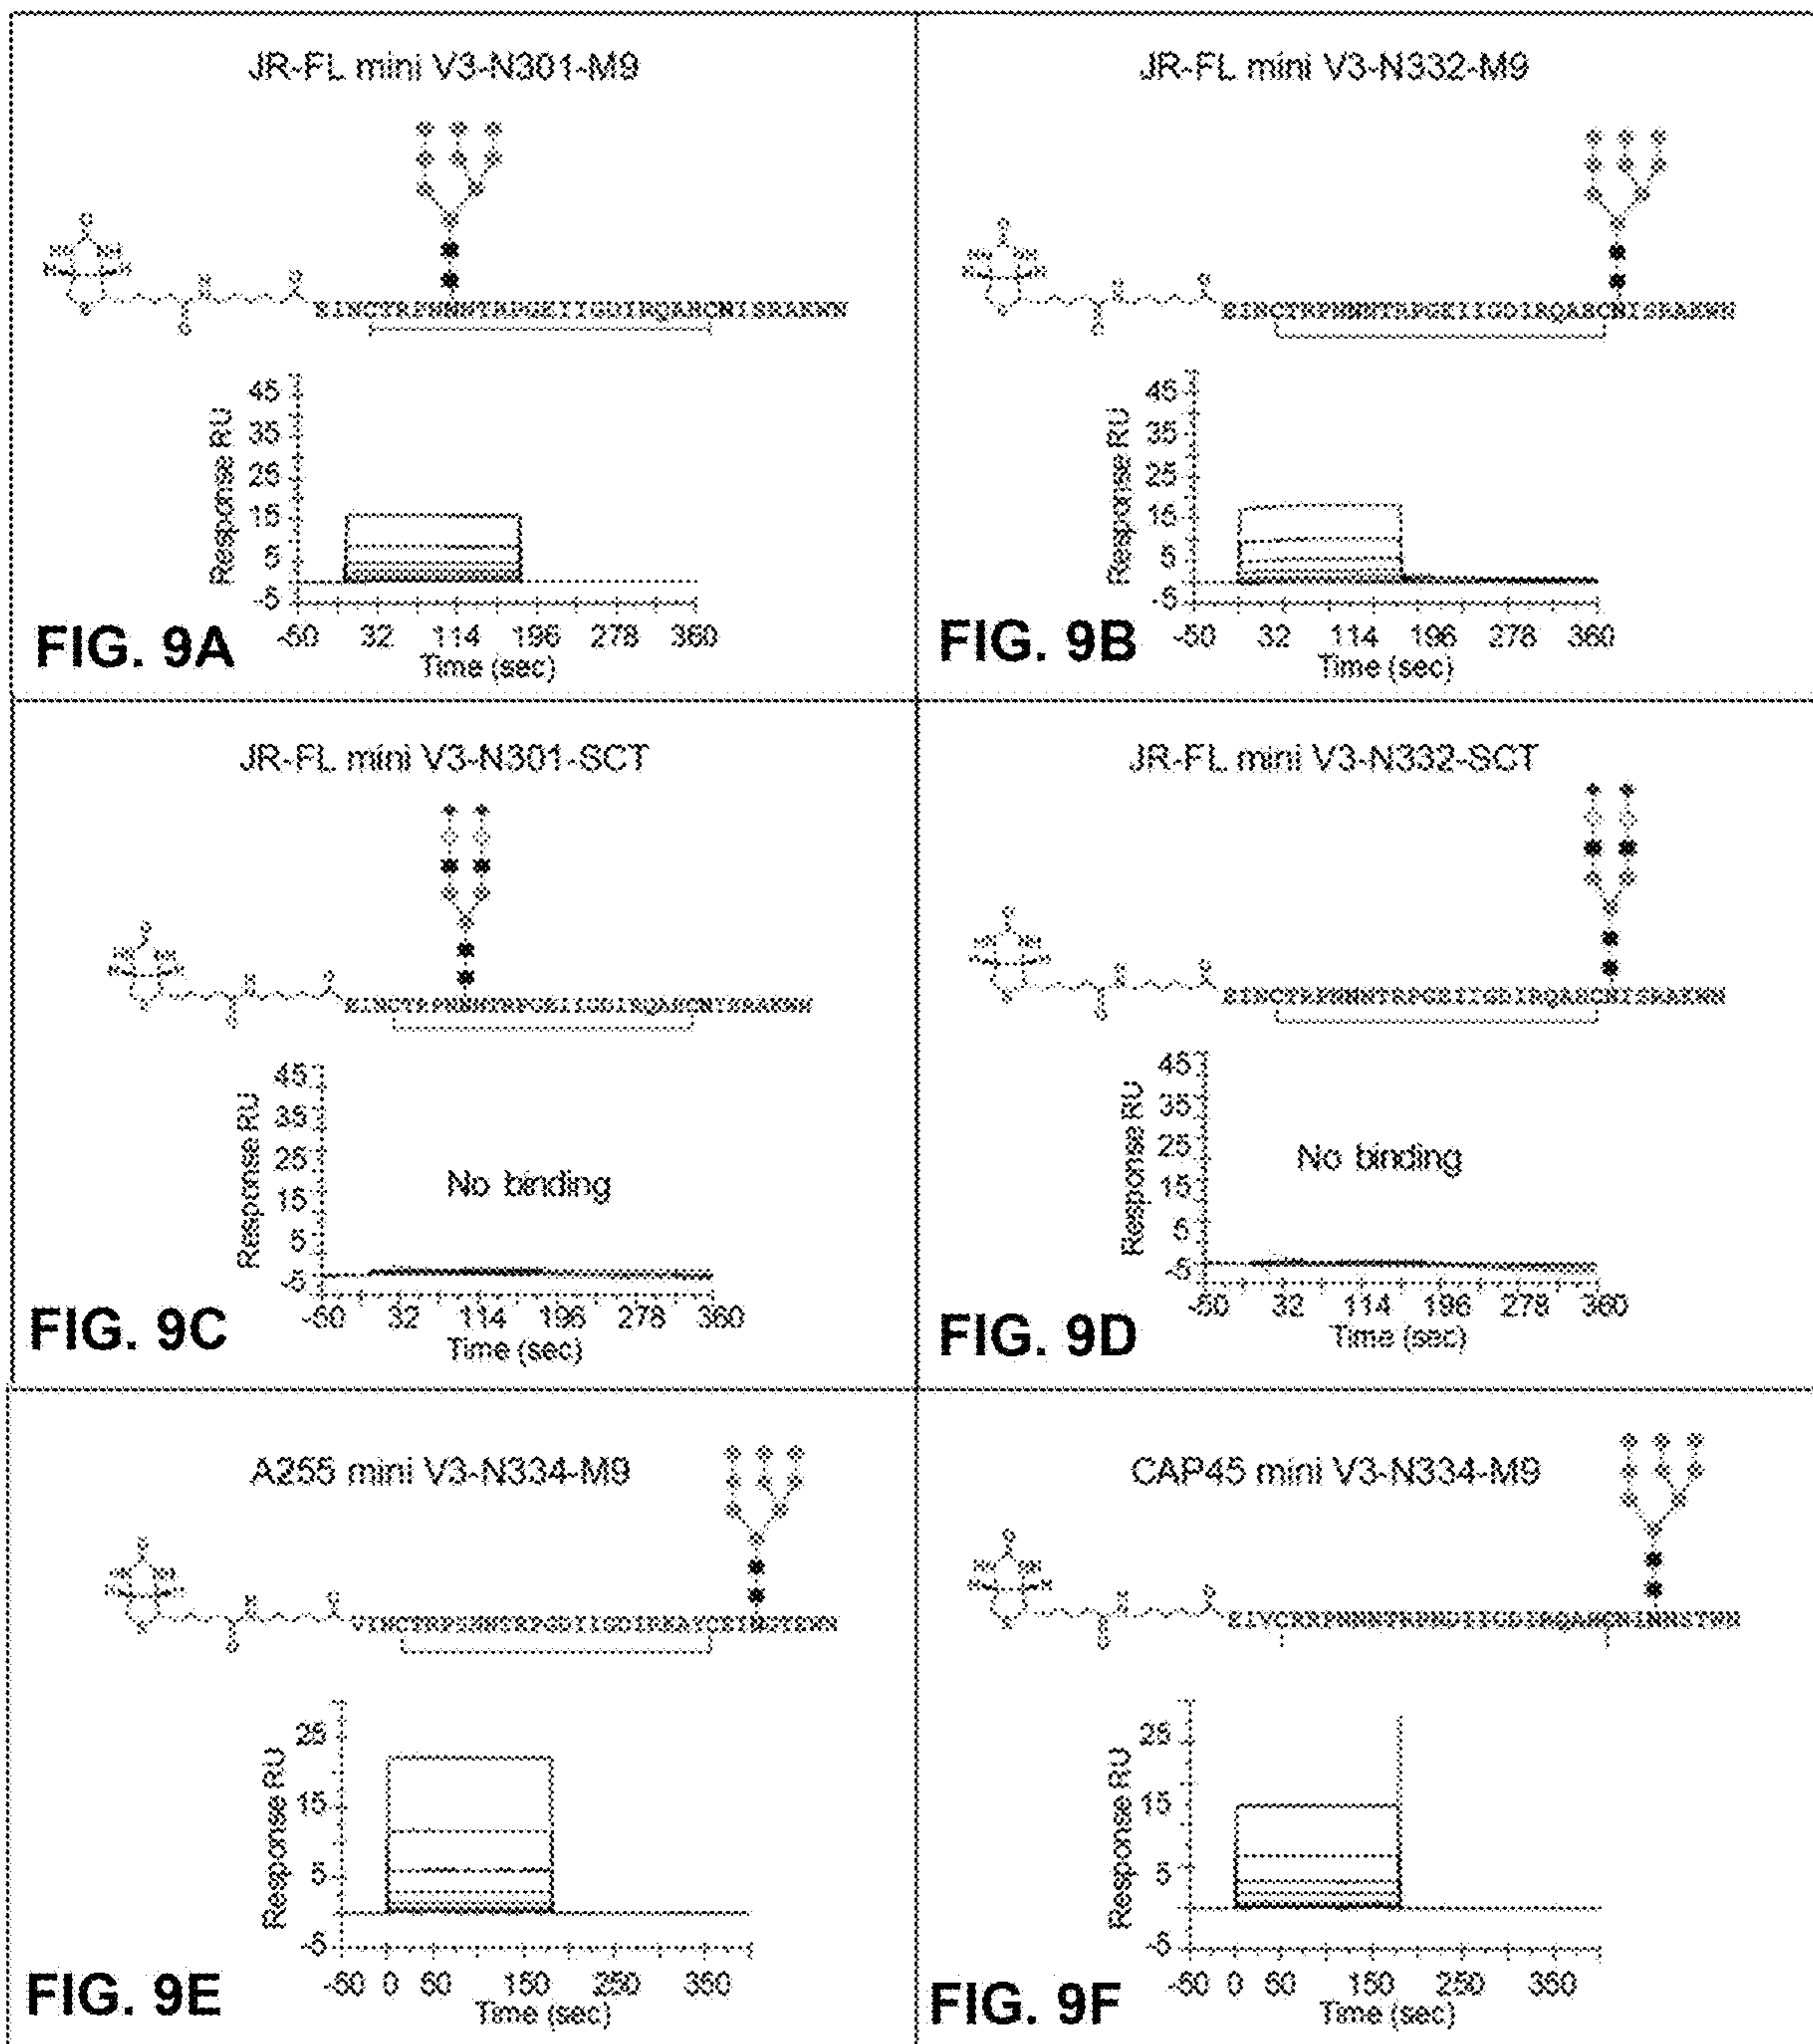 JR-FL mini V3-N301-M9
Response RU
45
35
25
15
5
-5
-50 32 114 196 278 360
Time (sec)
FIG. 9A
JR-FL mini V3-N332-M9
EINCTRPNNNTRPGEIIGDIRQAHCNISRAKWN
Response RU
45
35
25
15
5
-5
-50 32 114 196 278 360
Time (sec)
FIG. 9B
JR-FL mini V3-N301-SCT
Response RU
45
35
25
15
5
-5
No binding
-50 32 114 196 278 360
Time (sec)
FIG. 9C
JR-FL mini V3-N332-SCT
Response RU
45
35
25
15
5
-5
No binding
-50 32 114 196 278 360
Time (sec)
FIG. 9D
A255 mini V3-N334-M9
Response RU
25
15
5
-5
-50 0 50 150 250 350
Time (sec)
FIG. 9E
CAP45 mini V3-N334-M9
Response RU
25
15
5
-5
-50 0 50 150 250 350
Time (sec)
FIG. 9F